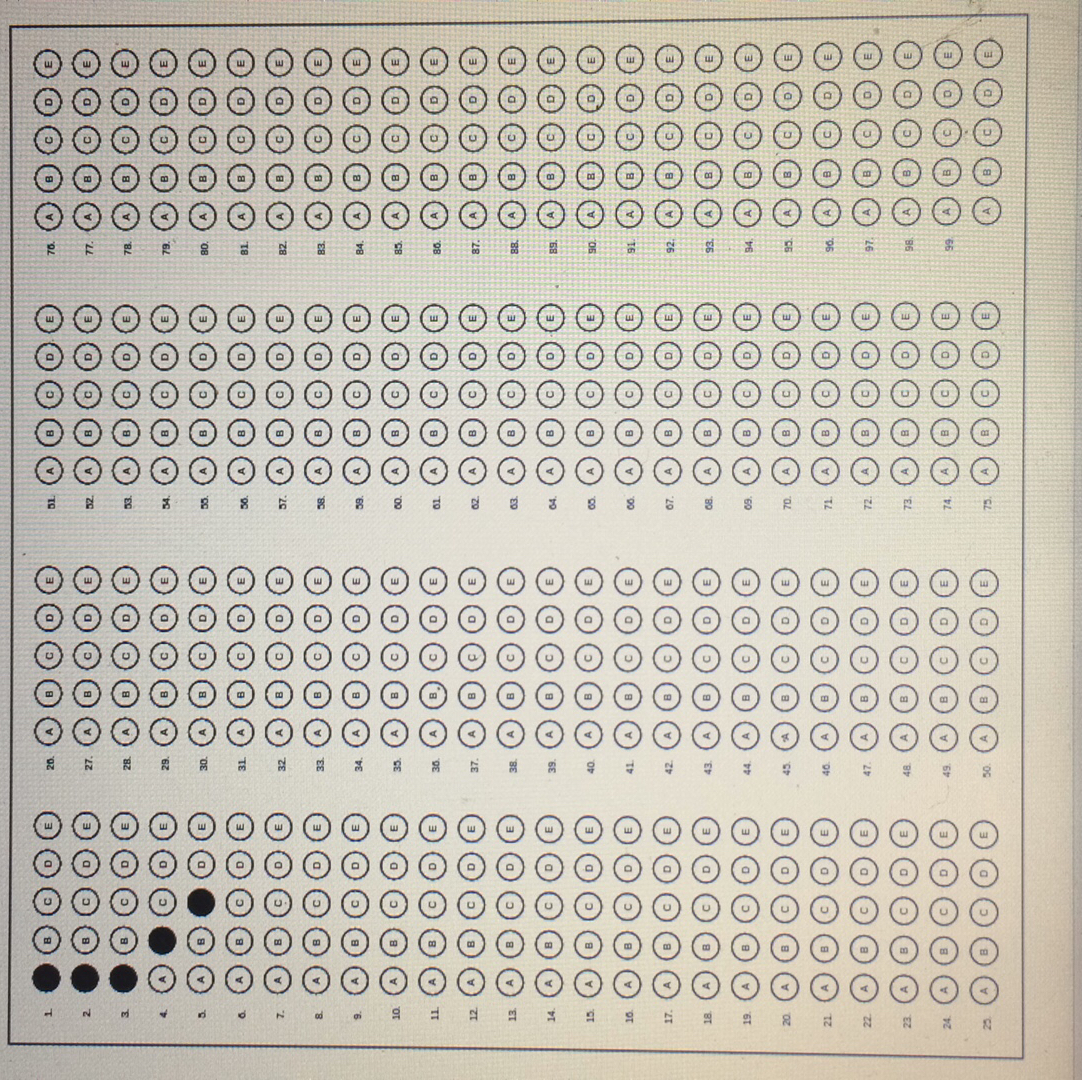 1. B C D E
2. B C D E
3. B C D E
4. A C D E
5. A B D E
6. A B C D E
7. A B C D E
8. A B C D E
9. A B C D E
10. A B C D E
11. A B C D E
12. A B C D E
13. A B C D E
14. A B C D E
15. A B C D E
16. A B C D E
17. A B C D E
18. A B C D E
19. A B C D E
20. A B C D E
21. A B C D E
22. A B C D E
23. A B C D E
24. A B C D E
25. A B C D E
26. A B C D E
27. A B C D E
28. A B C D E
29. A B C D E
30. A B C D E
31. A B C D E
32. A B C D E
33. A B C D E
34. A B C D E
35. A B C D E
36. A B C D E
37. A B C D E
38. A B C D E
39. A B C D E
40. A B C D E
41. A B C D E
42. A B C D E
43. A B C D E
44. A B C D E
45. A B C D E
46. A B C D E
47. A B C D E
48. A B C D E
49. A B C D E
50. A B C D E
51. A B C D E
52. A B C D E
53. A B C D E
54. A B C D E
55. A B C D E
56. A B C D E
57. A B C D E
58. A B C D E
59. A B C D E
60. A B C D E
61. A B C D E
62. A B C D E
63. A B C D E
64. A B C D E
65. A B C D E
66. A B C D E
67. A B C D E
68. A B C D E
69. A B C D E
70. A B C D E
71. A B C D E
72. A B C D E
73. A B C D E
74. A B C D E
75. A B C D E
76. A B C D E
77. A B C D E
78. A B C D E
79. A B C D E
80. A B C D E
81. A B C D E
82. A B C D E
83. A B C D E
84. A B C D E
85. A B C D E
86. A B C D E
87. A B C D E
88. A B C D E
89. A B C D E
90. A B C D E
91. A B C D E
92. A B C D E
93. A B C D E
94. A B C D E
95. A B C D E
96. A B C D E
97. A B C D E
98. A B C D E
99. A B C D E
A B C D E